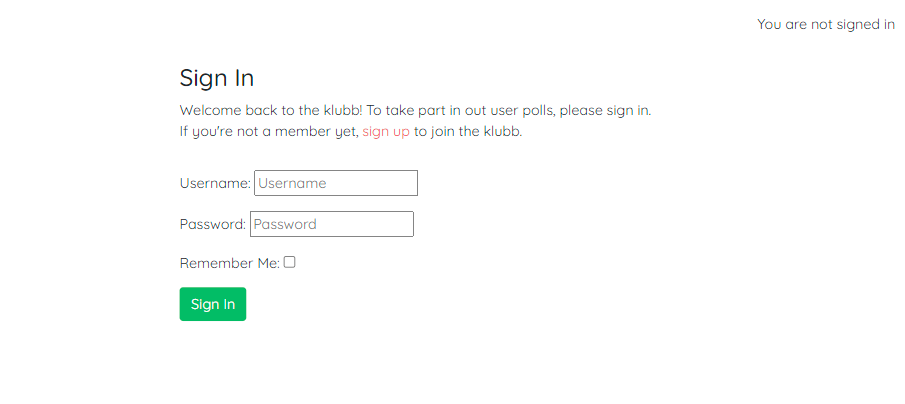 You are not signed in
Sign In
Welcome back to the klubb! To take part in out user polls, please sign in.
If you're not a member yet, sign up to join the klubb.
Username: Username
Password: Password
Remember Me:
Sign In